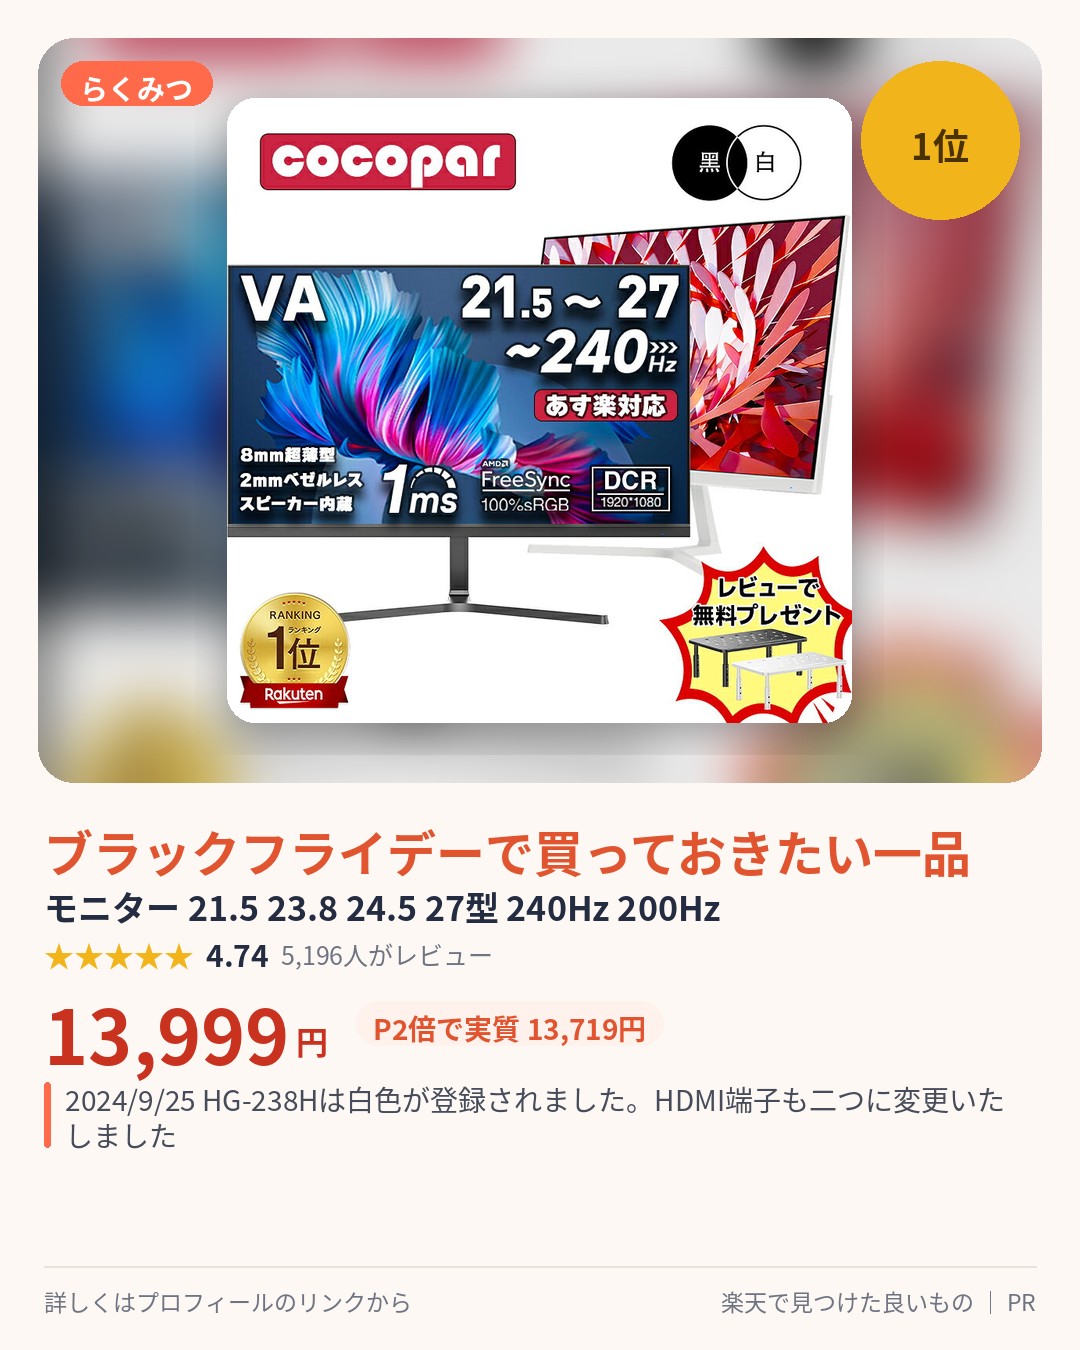 らくみつ
1位
cocopar
黑 白
VA
21.5 ～ 27
~240Hz
あす楽対応
8mm超薄型
2mmベゼルレス
スピーカー内蔵
1ms
AMD
FreeSync
100%sRGB
DCR
1920*1080
RANKING
ランキング
1位
Rakuten
レビューで
無料プレゼント
ブラックフライデーで買っておきたい一品
モニター 21.5 23.8 24.5 27型 240Hz 200Hz
★★★★★ 4.74 5,196人がレビュー
13,999円 P2倍で実質 13,719円
2024/9/25 HG-238Hは白色が登録されました。HDMI端子も二つに変更いた
しました
詳しくはプロフィールのリンクから
楽天で見つけた良いもの｜PR